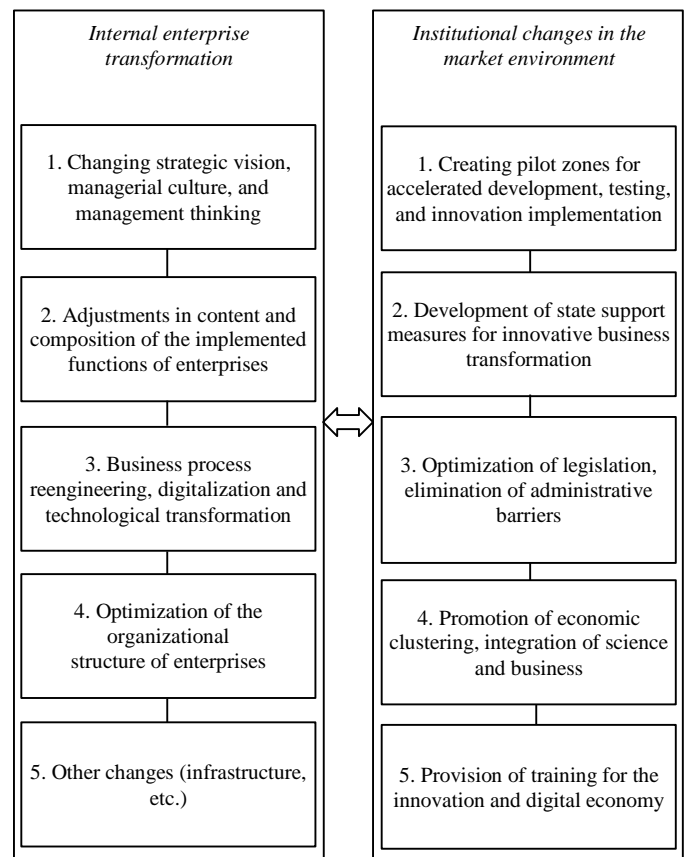 Internal enterprise
transformation
1. Changing strategic vision,
managerial culture, and
management thinking
2. Adjustments in content and
composition of the implemented
functions of enterprises
3. Business process
reengineering, digitalization and
technological transformation
4. Optimization of the
organizational
structure of enterprises
5. Other changes (infrastructure,
etc.)
Institutional changes in the
market environment
1. Creating pilot zones for
accelerated development, testing,
and innovation implementation
2. Development of state support
measures for innovative business
transformation
3. Optimization of legislation,
elimination of administrative
barriers
4. Promotion of economic
clustering, integration of science
and business
5. Provision of training for the
innovation and digital economy